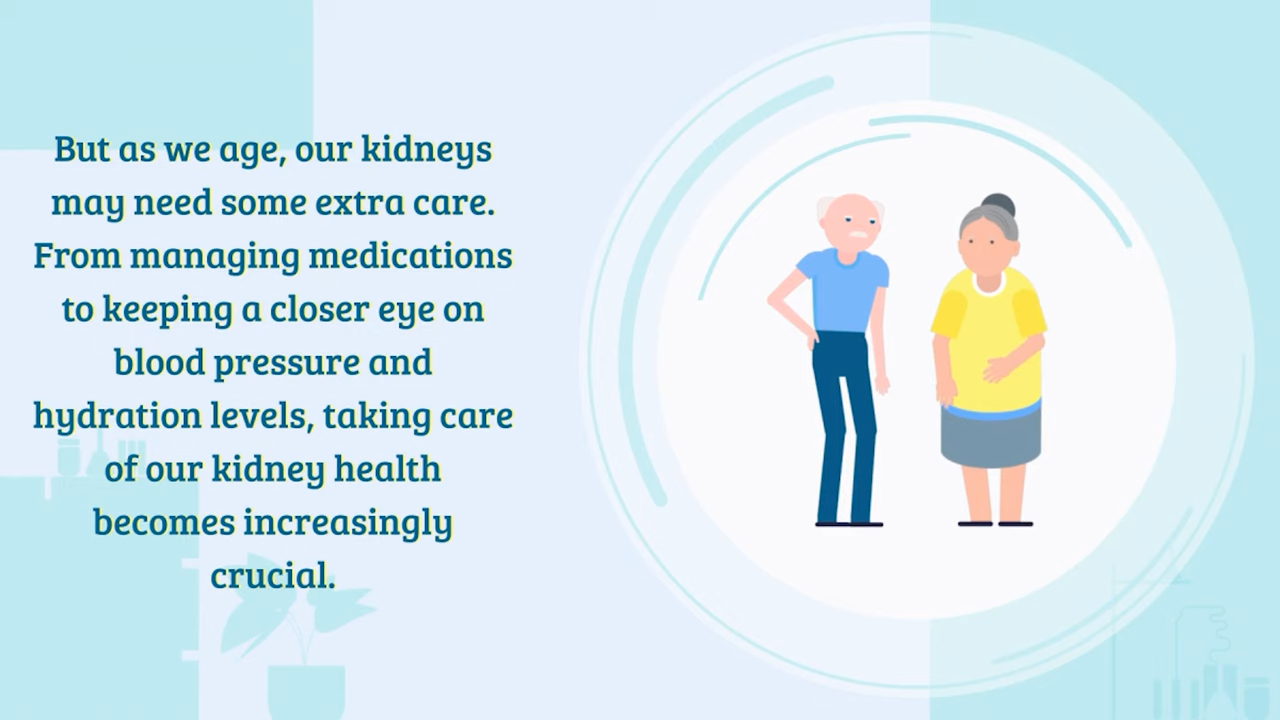 But as we age, our kidneys
may need some extra care.
From managing medications
to keeping a closer eye on
blood pressure and
hydration levels, taking care
of our kidney health
becomes increasingly
crucial.